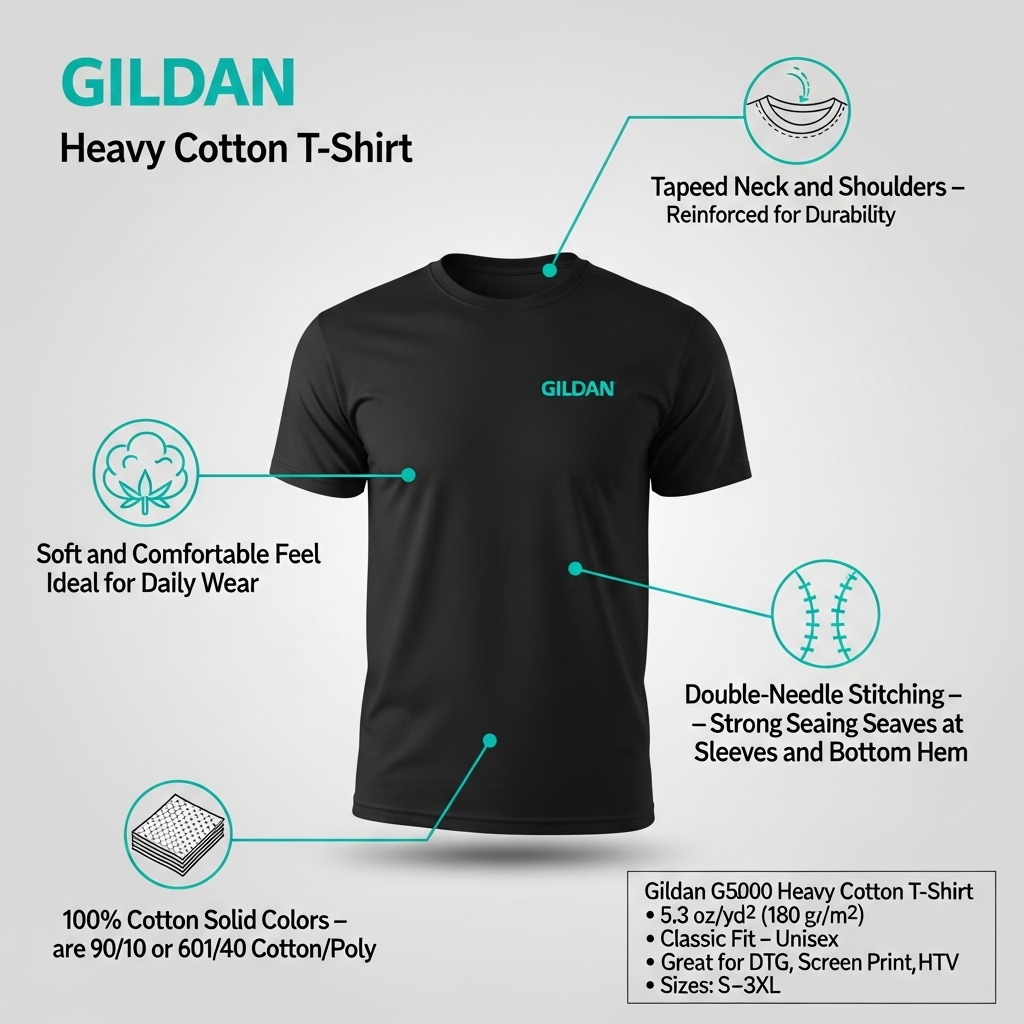 GILDAN
Heavy Cotton T-Shirt
Tapeed Neck and Shoulders –
Reinforced for Durability
GILDAN
Soft and Comfortable Feel
Ideal for Daily Wear
Double-Needle Stitching –
– Strong Seaing Seaves at
Sleeves and Bottom Hem
100% Cotton Solid Colors –
are 90/10 or 601/40 Cotton/Poly
Gildan G5000 Heavy Cotton T-Shirt
• 5.3 oz/yd² (180 g/m²)
• Classic Fit – Unisex
• Great for DTG, Screen Print, HTV
• Sizes: S–3XL